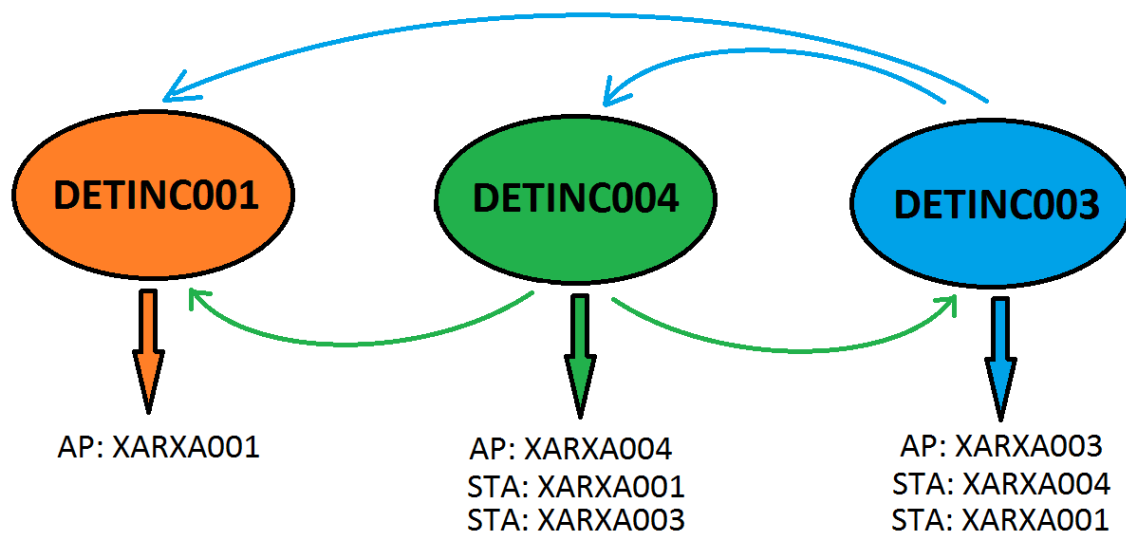 DETINC001
DETINC004
DETINC003
AP: XARXA001
AP: XARXA004
STA: XARXA001
STA: XARXA003
AP: XARXA003
STA: XARXA004
STA: XARXA001